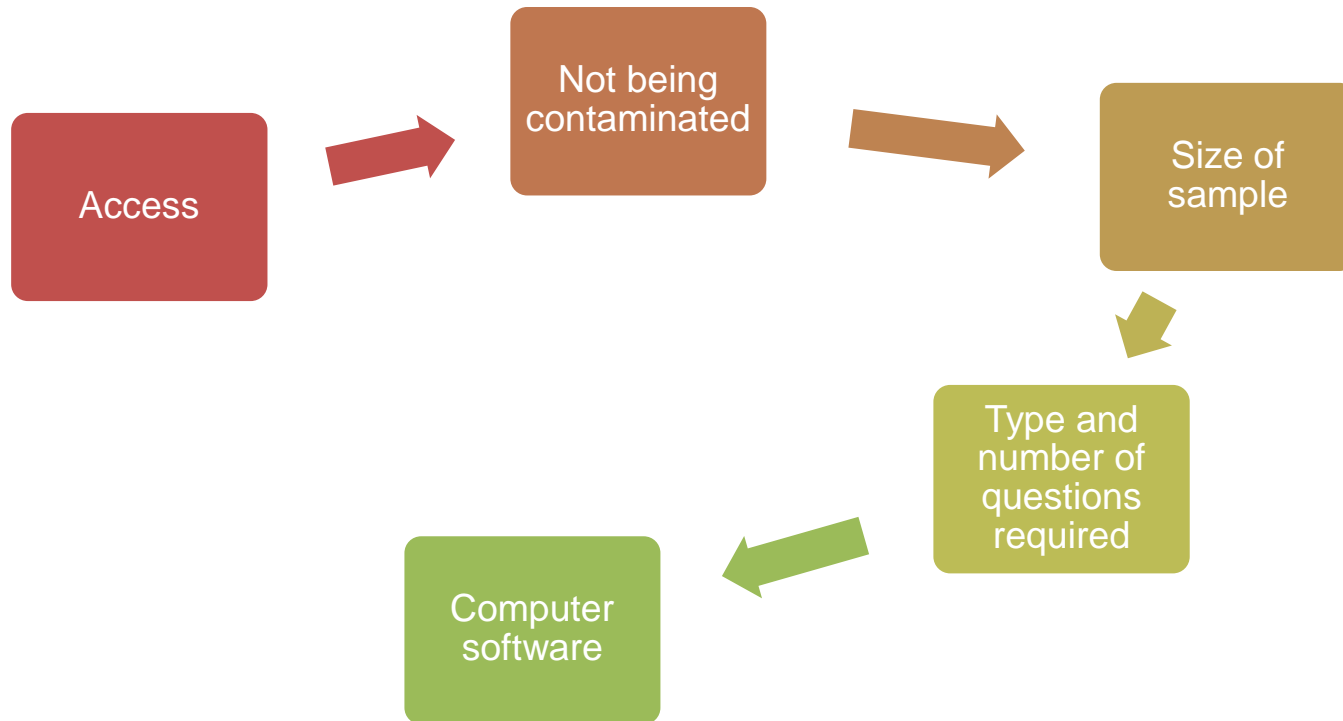 Access
Not being
contaminated
Size of
sample
Type and
number of
questions
required
Computer
software